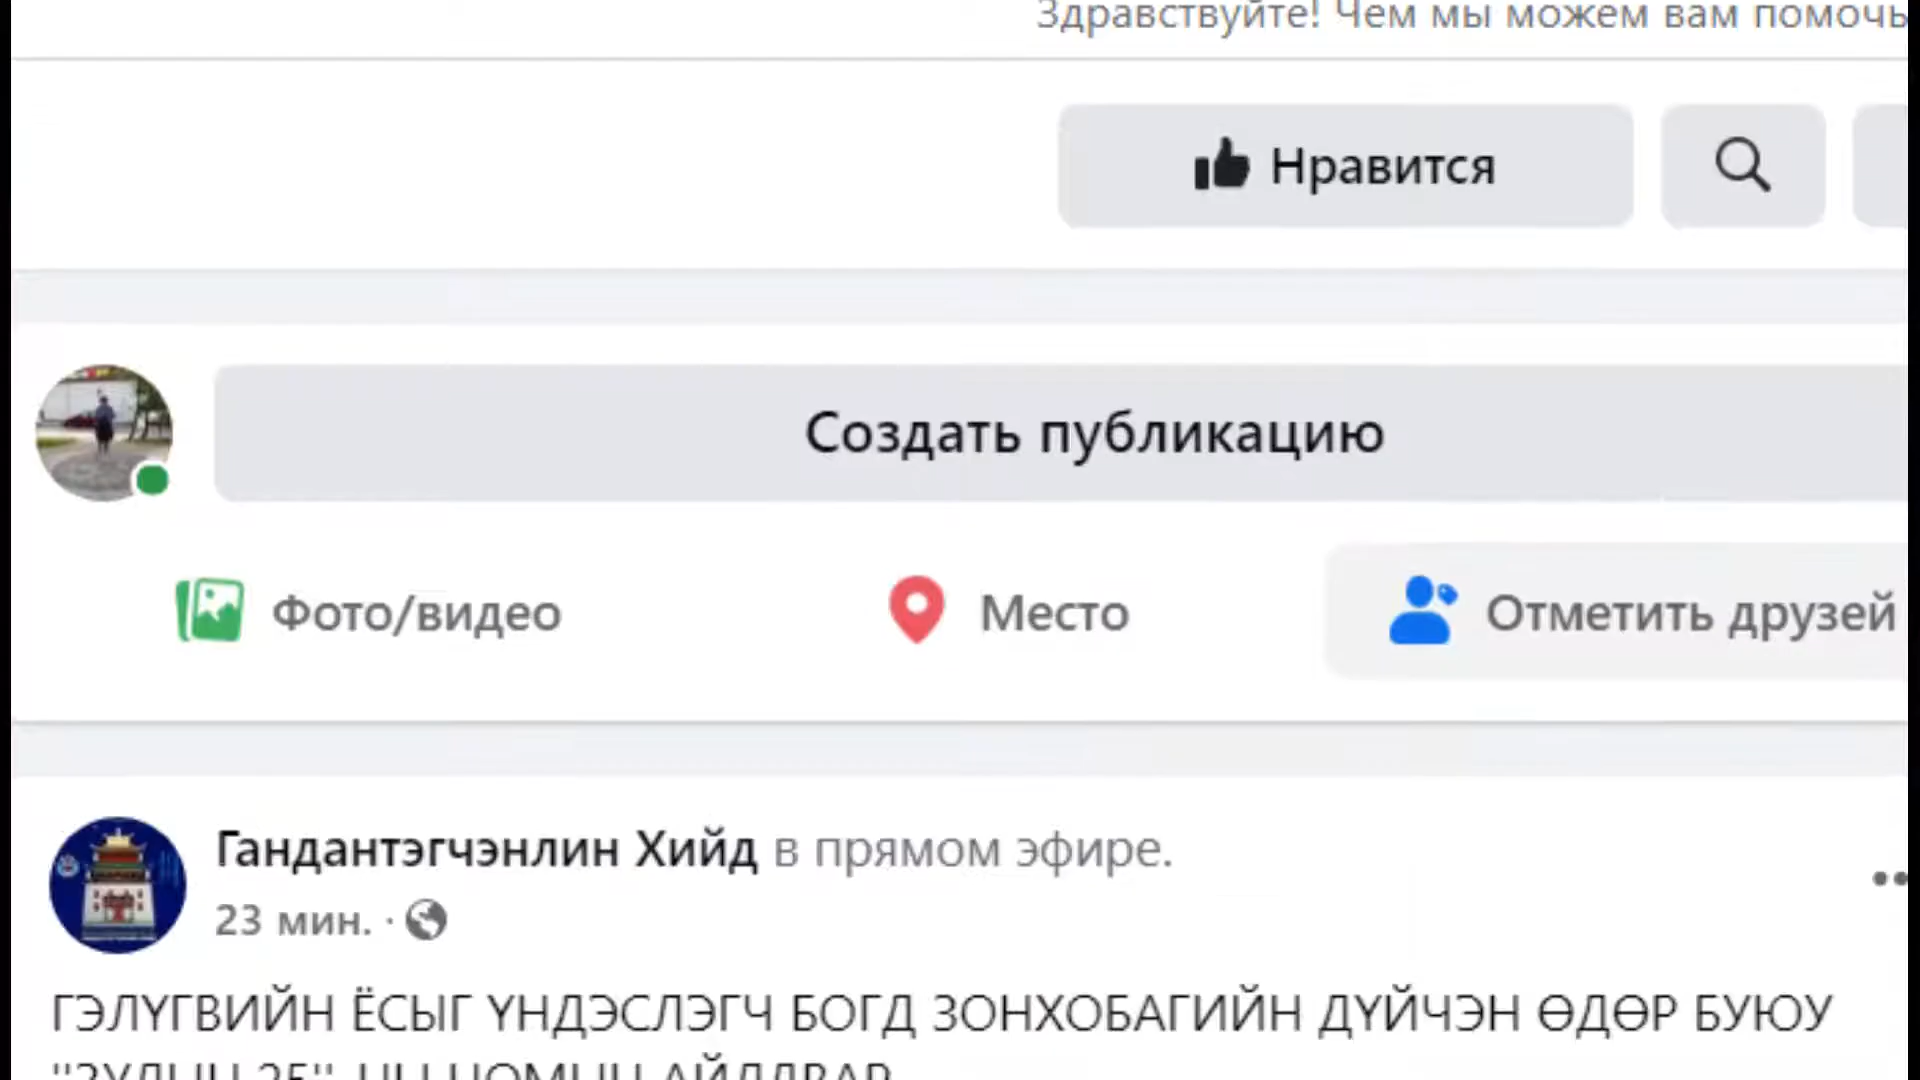 Здравствуйте! Чем мы можем вам помочь
Нравится
Создать публикацию
Фото/видео
Место
Отметить друзей
Гандантэгчэнлин Хийд в прямом эфире.
23 мин. ·
ГЭЛҮГВИЙН ЁСЫГ ҮНДЭСЛЭГЧ БОГД ЗОНХОБАГИЙН ДҮЙЧЭН ӨДӨР БУЮУ